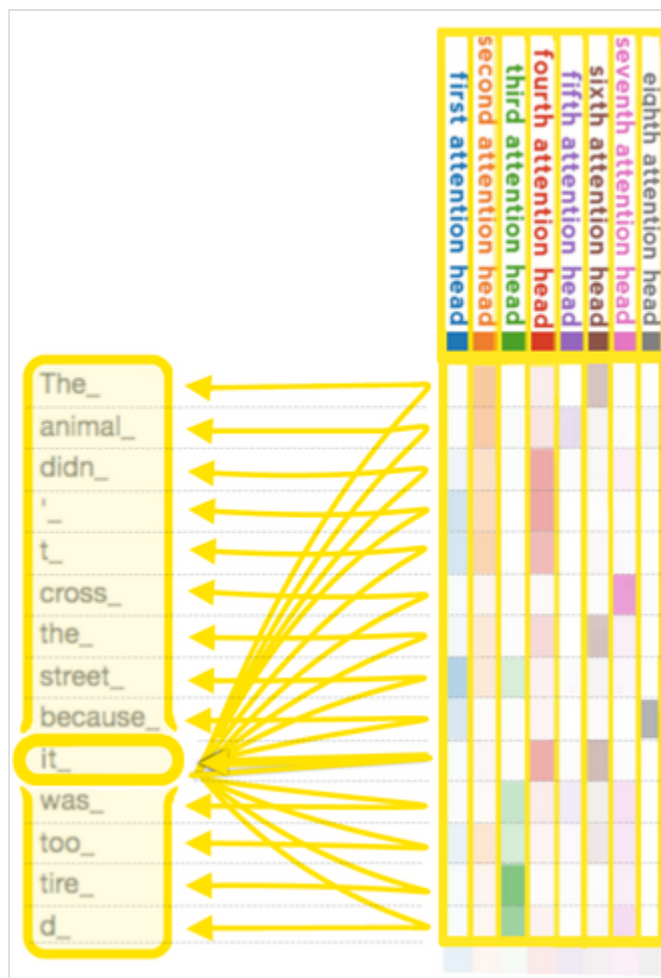 first attention head
second attention head
third attention head
fourth attention head
fifth attention head
sixth attention head
seventh attention head
eighth attention head
The_
animal_
didn_
'_
t_
cross_
the_
street_
because_
it_
was_
too_
tire_
d_